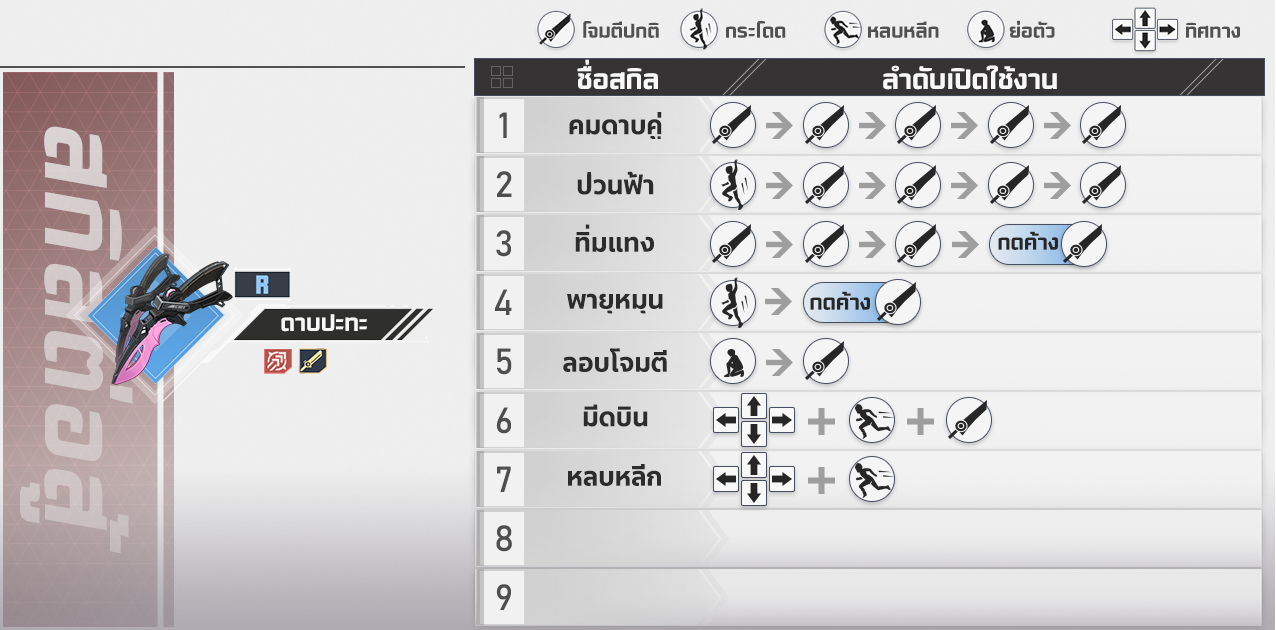 โจมตีปกติ กระโดด หลบหลีก ย่อตัว ทิศทาง
ชื่อสกิล ลำดับเปิดใช้งาน
สกิลต่อสู้
R
ดาบปะทะ
1 คมดาบคู่
2 ป่วนฟ้า
3 ทิ่มแทง กดค้าง
4 พายุหมุน กดค้าง
5 ลอบโจมตี
6 มีดบิน
7 หลบหลีก
8
9